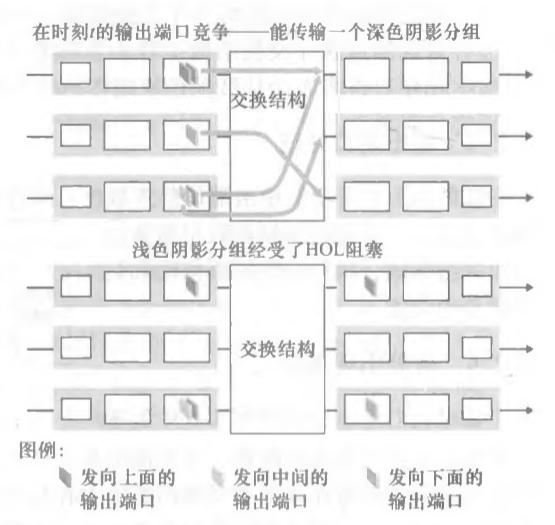 在时刻t的输出端口竞争——能传输一个深色阴影分组
交换结构
浅色阴影分组经受了HOL阻塞
交换结构
图例：
发向上面的 发向中间的 发向下面的
输出端口 输出端口 输出端口